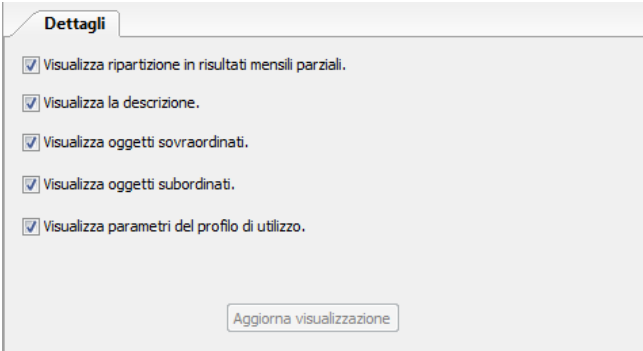 Dettagli
Visualizza ripartizione in risultati mensili parziali.
Visualizza la descrizione.
Visualizza oggetti sovraordinati.
Visualizza oggetti subordinati.
Visualizza parametri del profilo di utilizzo.
Aggiorna visualizzazione